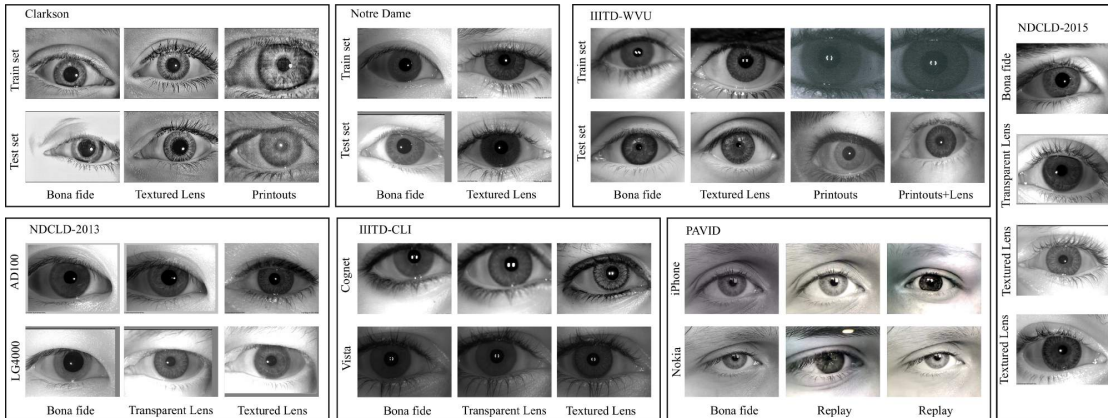 Clarkson
Train set
Test set
Bona fide
Textured Lens
Printouts
Notre Dame
Train set
Test set
Bona fide
Textured Lens
IIITD-WVU
Train set
Test set
Bona fide
Textured Lens
Printouts
Printouts+Lens
NDCLD-2015
Bona fide
Transparent Lens
Textured Lens
Textured Lens
NDCLD-2013
AD100
LG4000
Bona fide
Transparent Lens
Textured Lens
IIITD-CLI
Cognet
Vista
Bona fide
Transparent Lens
Textured Lens
PAVID
iPhone
Nokia
Bona fide
Replay
Replay